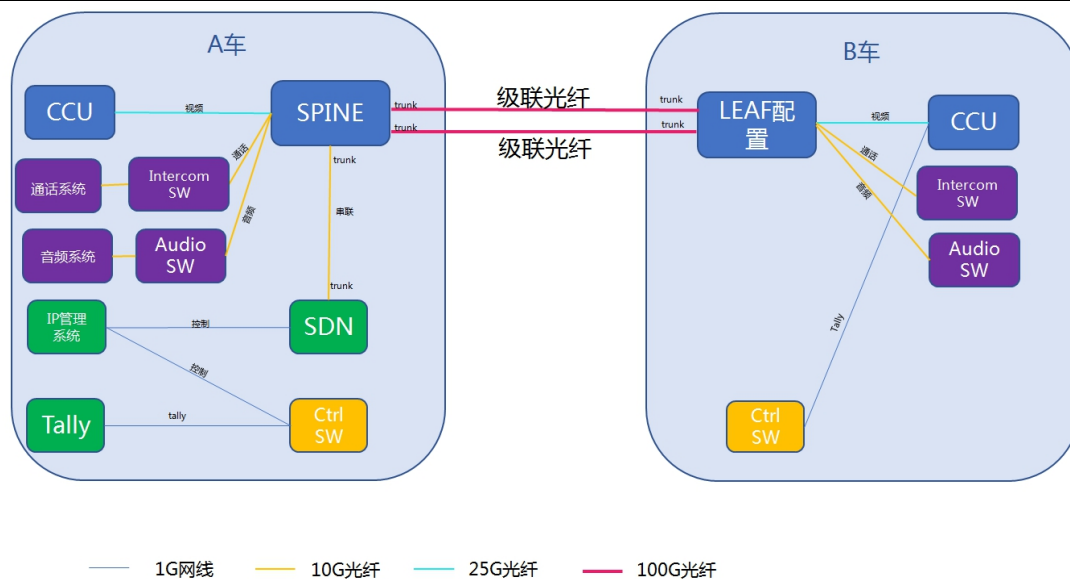 A车
B车
CCU
视频
SPINE
trunk
级联光纤
trunk
trunk
级联光纤
trunk
LEAF配
置
视频
CCU
通话系统
Intercom
SW
通话
trunk
通话
Intercom
SW
音频系统
Audio
SW
音频
串联
音频
Audio
SW
trunk
IP管理
系统
控制
SDN
控制
Tally
Tally
tally
Ctrl
SW
Ctrl
SW
1G网线
10G光纤
25G光纤
100G光纤